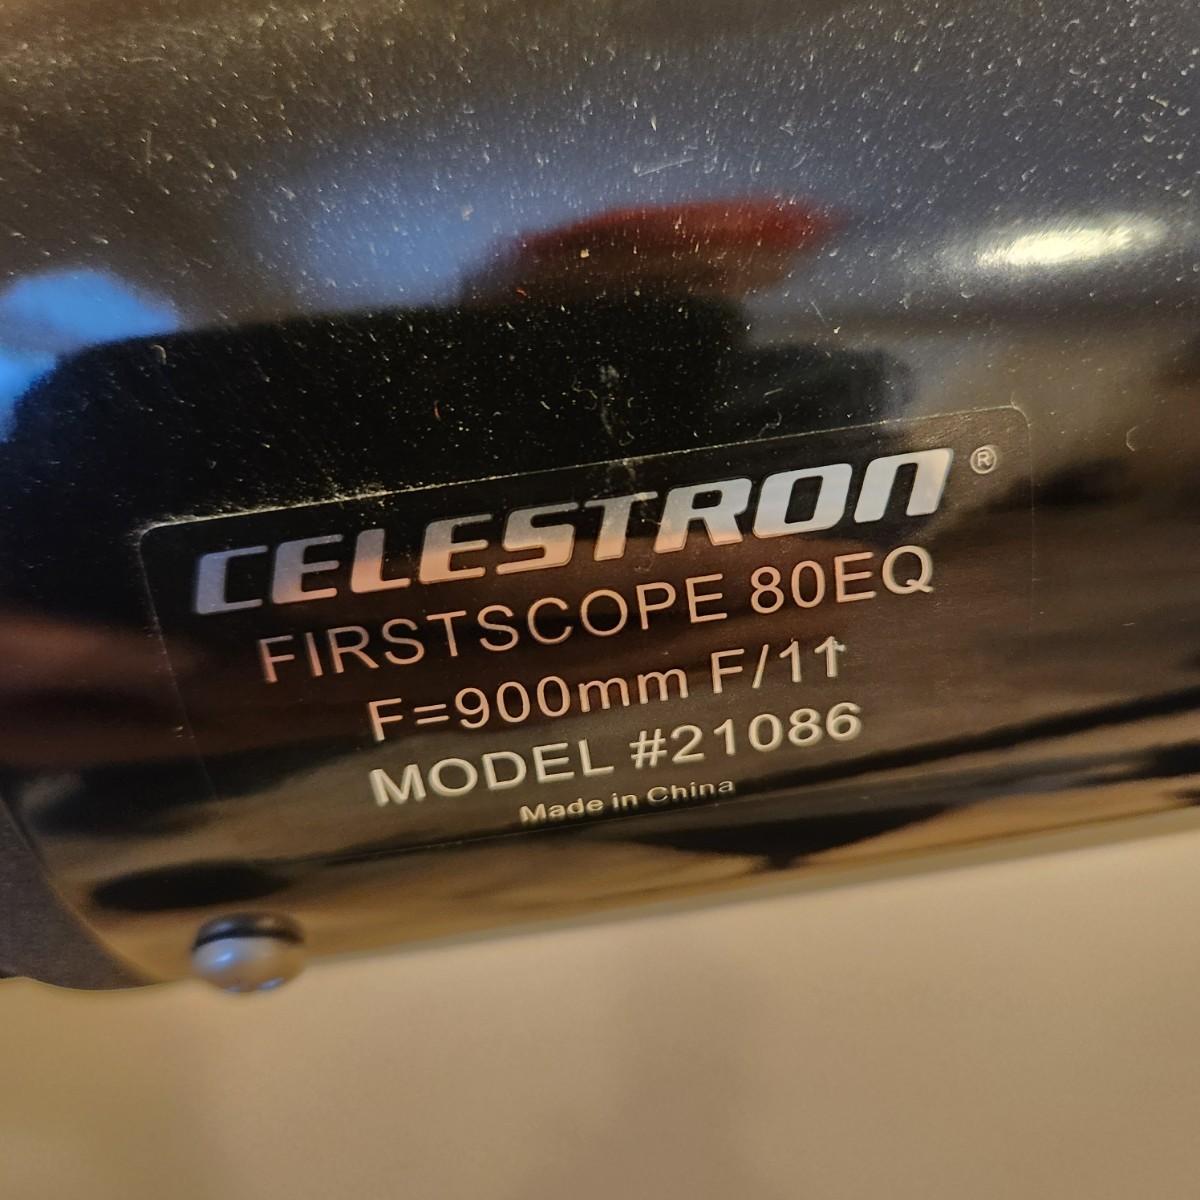 CELESTRON®
FIRSTSCOPE 80EQ
F=900mm F/11
MODEL #21086
Made in China